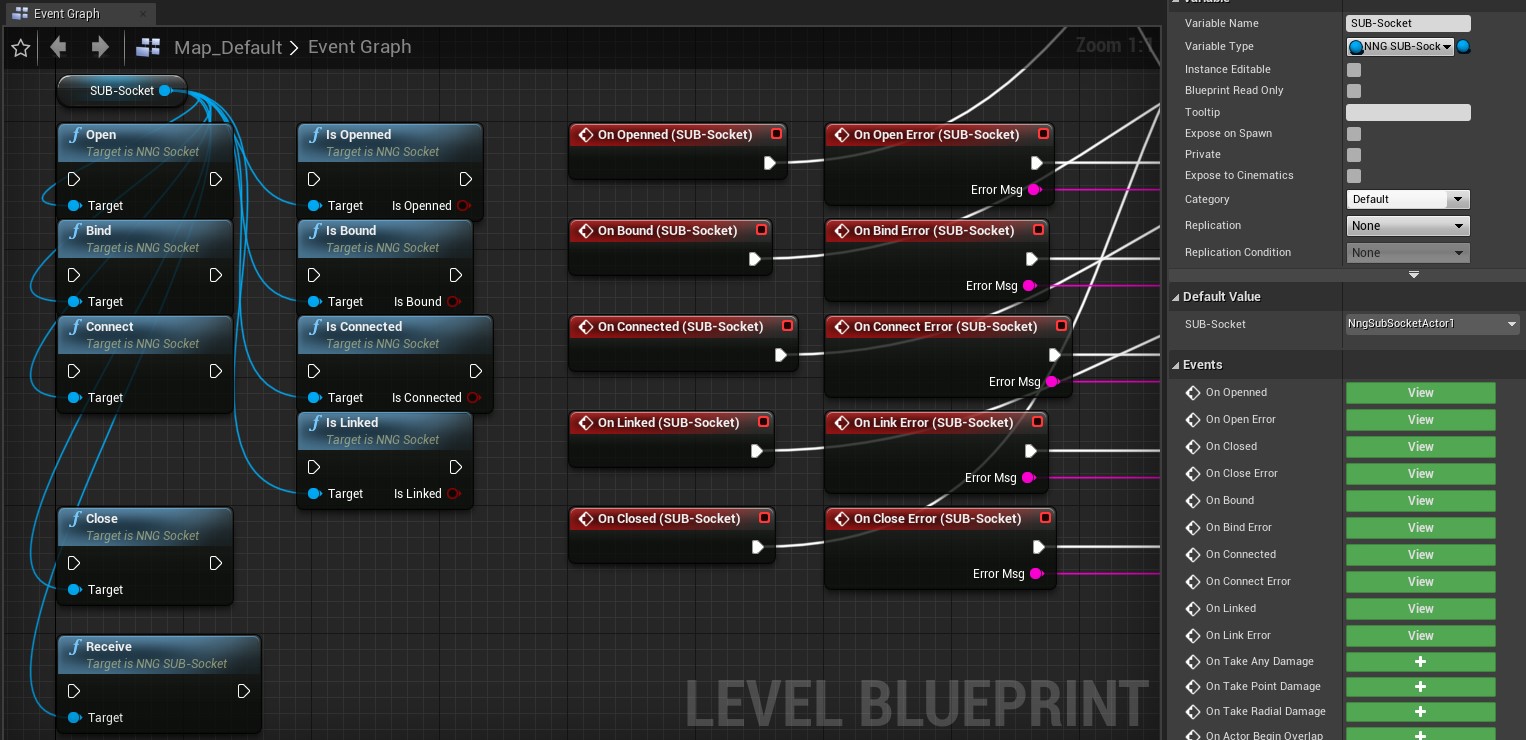 Event Graph
Map_Default > Event Graph
Zoom 1:1
SUB-Socket
Open
Target is NNG Socket
Target
Is Openned
Target is NNG Socket
Target
Is Openned
Bind
Target is NNG Socket
Target
Is Bound
Target is NNG Socket
Target
Is Bound
Connect
Target is NNG Socket
Target
Is Connected
Target is NNG Socket
Target
Is Connected
Is Linked
Target is NNG Socket
Target
Is Linked
Close
Target is NNG Socket
Target
Receive
Target is NNG SUB-Socket
Target
On Openned (SUB-Socket)
On Open Error (SUB-Socket)
Error Msg
On Bound (SUB-Socket)
On Bind Error (SUB-Socket)
Error Msg
On Connected (SUB-Socket)
On Connect Error (SUB-Socket)
Error Msg
On Linked (SUB-Socket)
On Link Error (SUB-Socket)
Error Msg
On Closed (SUB-Socket)
On Close Error (SUB-Socket)
Error Msg
LEVEL BLUEPRINT
Variable
Variable Name
SUB-Socket
Variable Type
NNG SUB-Sock
Instance Editable
Blueprint Read Only
Tooltip
Expose on Spawn
Private
Expose to Cinematics
Category
Default
Replication
None
Replication Condition
None
Default Value
SUB-Socket
NngSubSocketActor1
Events
On Openned
View
On Open Error
View
On Closed
View
On Close Error
View
On Bound
View
On Bind Error
View
On Connected
View
On Connect Error
View
On Linked
View
On Link Error
View
On Take Any Damage
On Take Point Damage
On Take Radial Damage
On Actor Begin Overlap